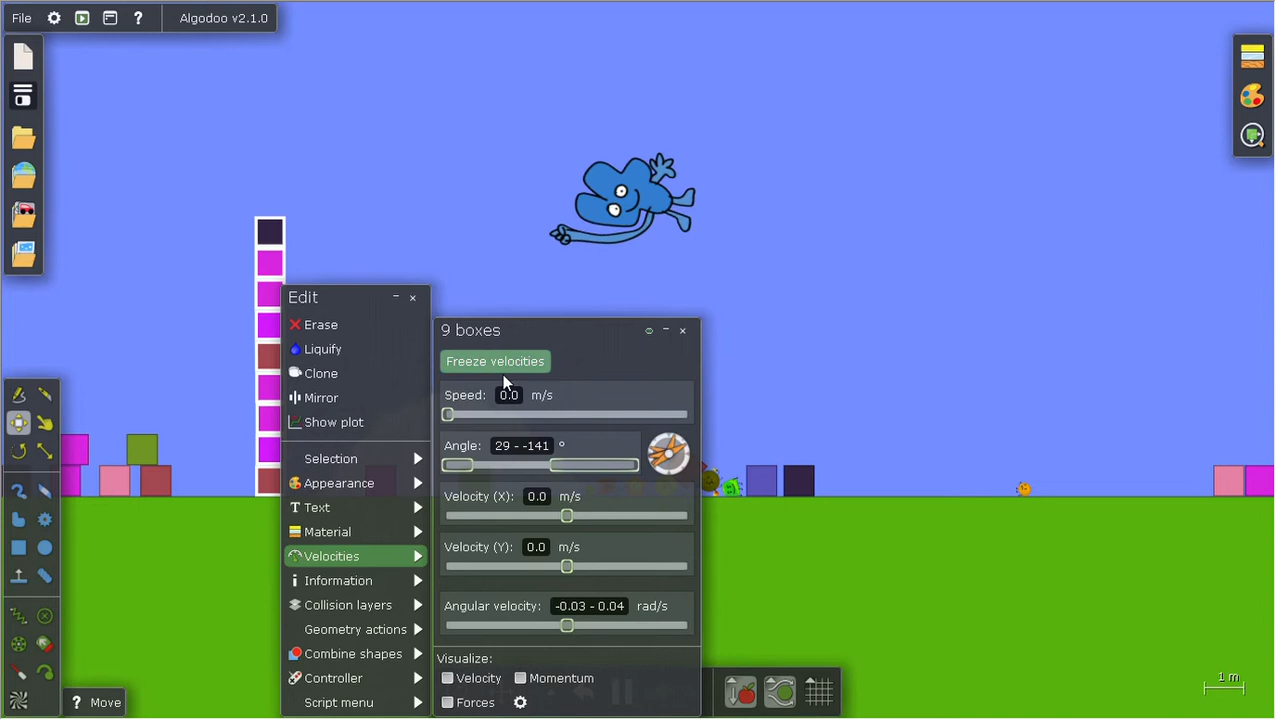 File
Algodoo v2.1.0
Edit
Erase
Liquify
Clone
Mirror
Show plot
Selection
Appearance
Text
Material
Velocities
Information
Collision layers
Geometry actions
Combine shapes
Controller
Script menu
9 boxes
Freeze velocities
Speed: 0.0 m/s
Angle: 29 - -141 °
Velocity (X): 0.0 m/s
Velocity (Y): 0.0 m/s
Angular velocity: -0.03 - 0.04 rad/s
Visualize:
Velocity Momentum
Forces
? Move
1 m